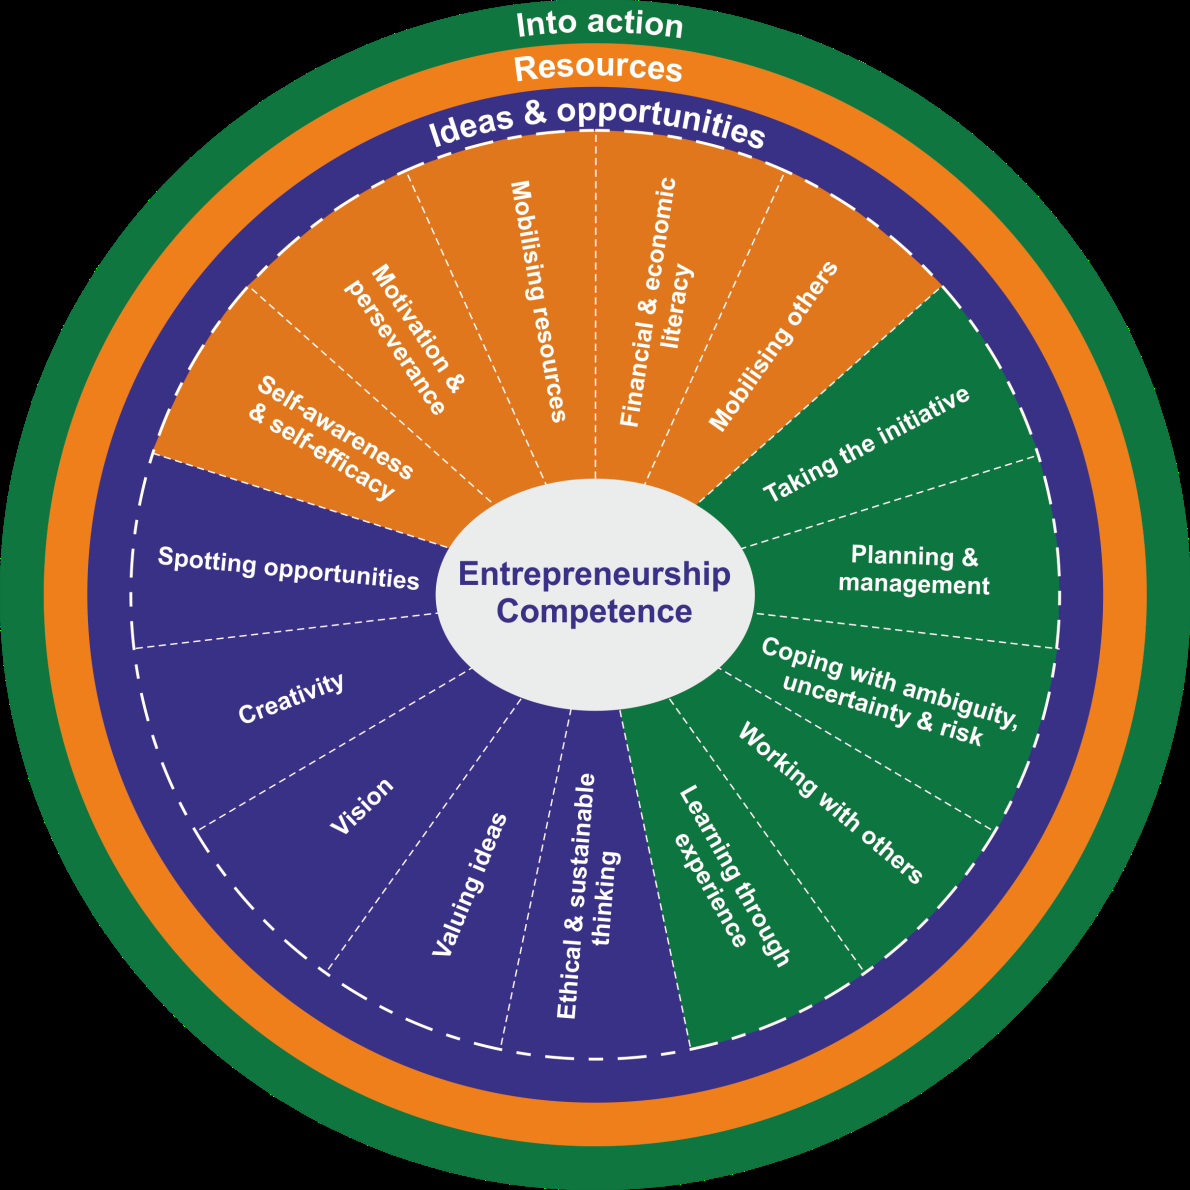 Into action
Resources
Ideas & opportunities
Mobilising resources
Financial & economic
literacy
Motivation &
perseverance
Mobilising others
Self-awareness
& self-efficacy
Taking the initiative
Spotting opportunities
Entrepreneurship
Competence
Planning &
management
Creativity
Coping with ambiguity,
uncertainty & risk
Vision
Working with others
Valuing ideas
Ethical & sustainable
thinking
Learning through
experience